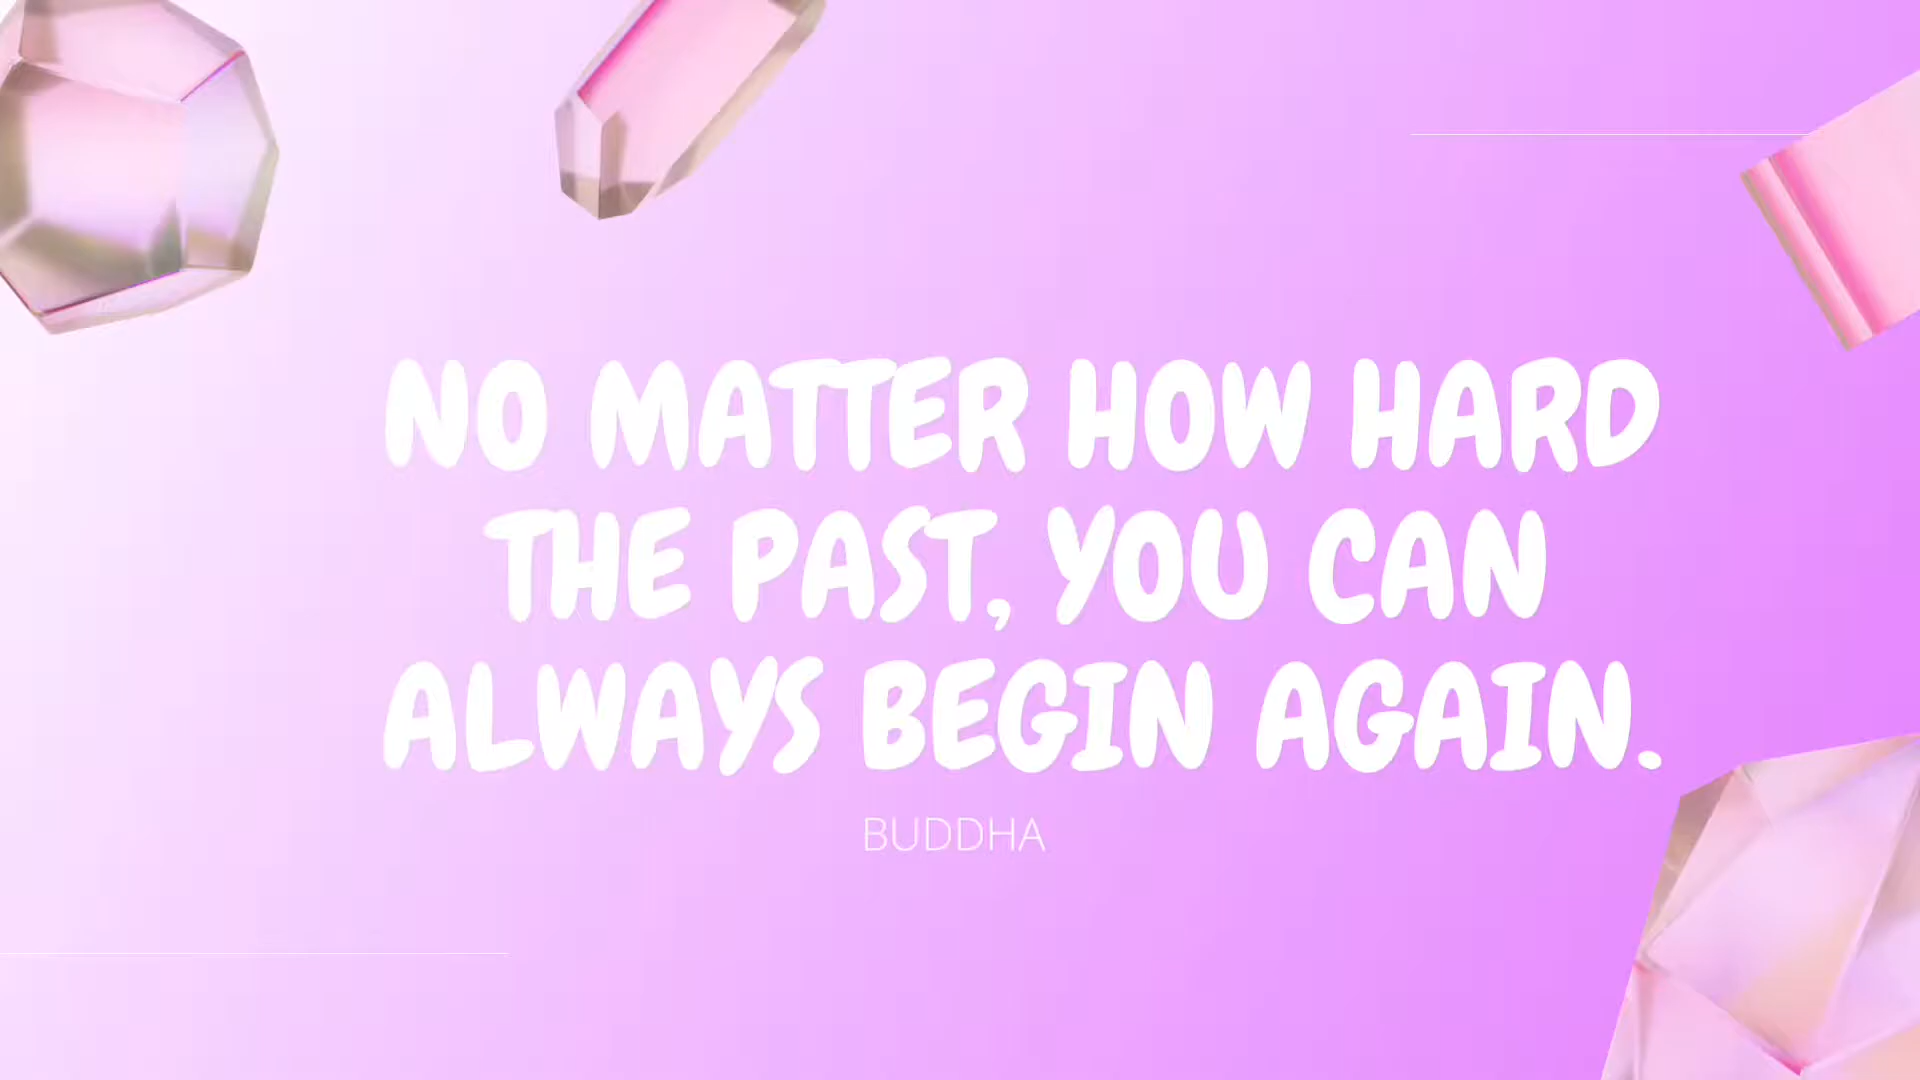 NO MATTER HOW HARD
THE PAST, YOU CAN
ALWAYS BEGIN AGAIN.
BUDDHA